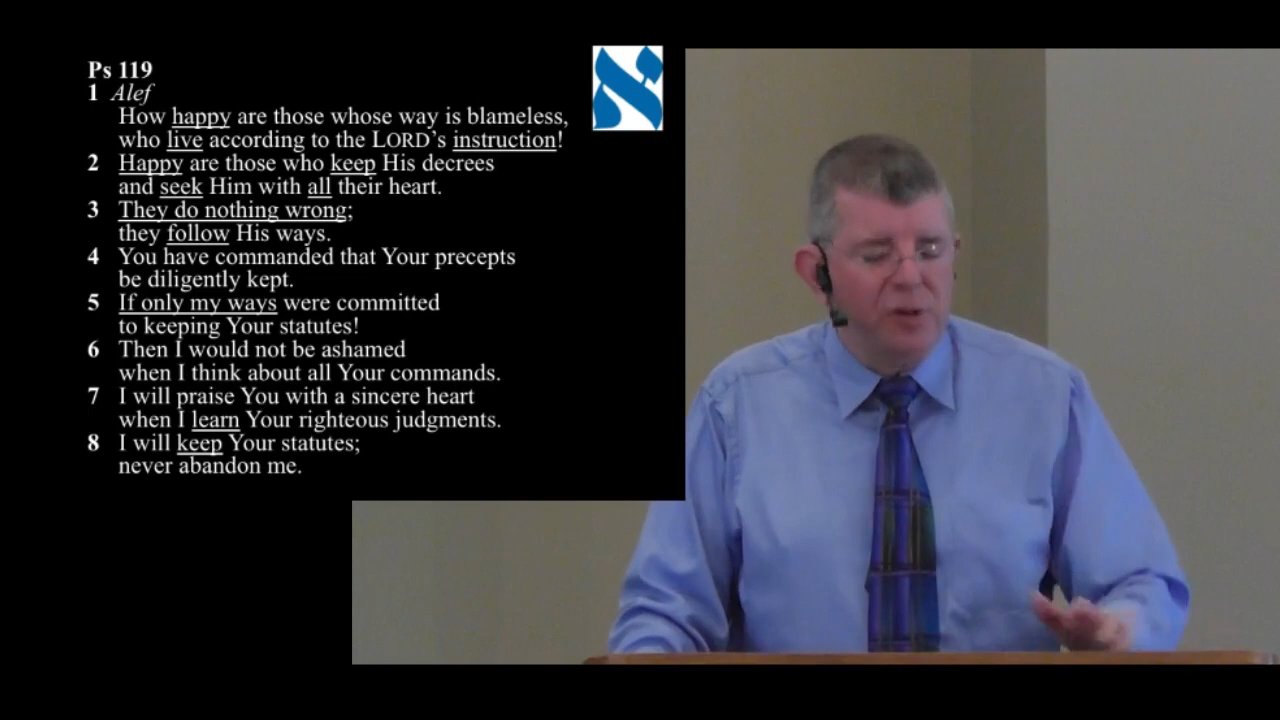 Ps 119
1 Alef
How happy are those whose way is blameless,
who live according to the LORD's instruction!
2 Happy are those who keep His decrees
and seek Him with all their heart.
3 They do nothing wrong;
they follow His ways.
4 You have commanded that Your precepts
be diligently kept.
5 If only my ways were committed
to keeping Your statutes!
6 Then I would not be ashamed
when I think about all Your commands.
7 I will praise You with a sincere heart
when I learn Your righteous judgments.
8 I will keep Your statutes;
never abandon me.
א